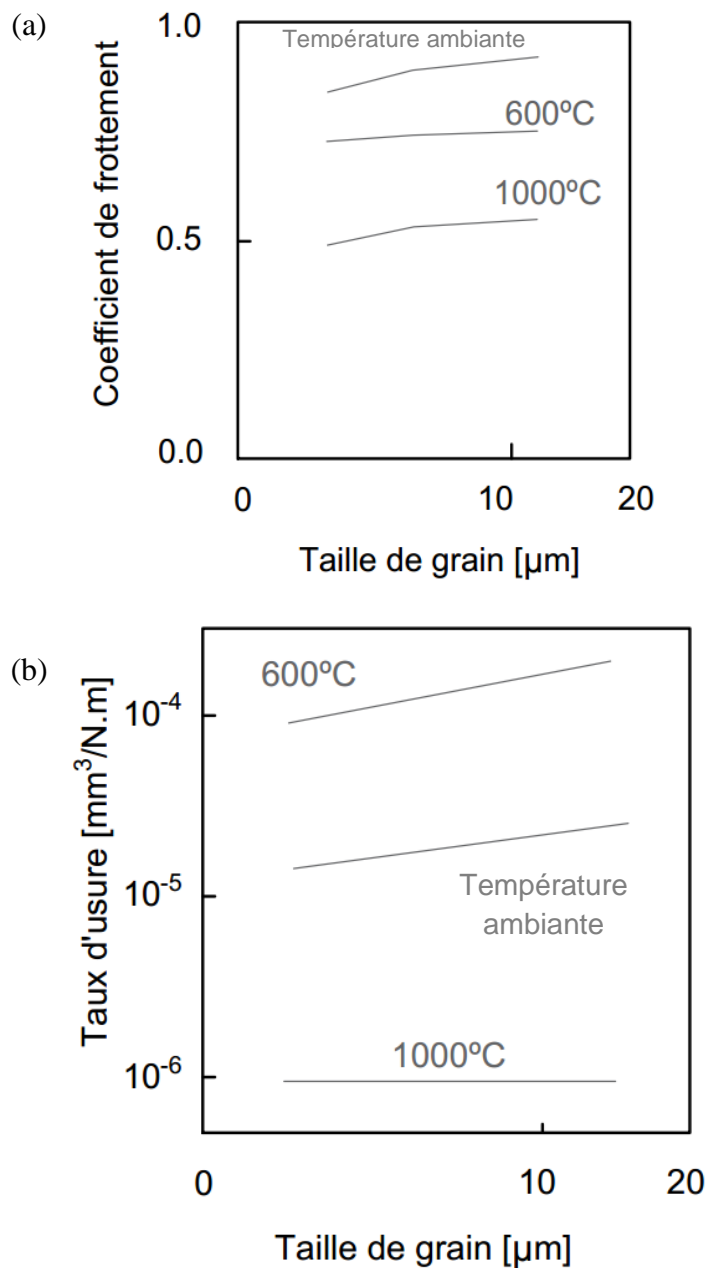 (a)
1.0
Température ambiante
600ºC
1000ºC
0.5
0.0
Coefficient de frottement
0
10
20
Taille de grain [µm]
(b)
600ºC
10-4
10-5
Température
ambiante
1000ºC
10-6
Taux d'usure [mm3/N.m]
0
10
20
Taille de grain [µm]